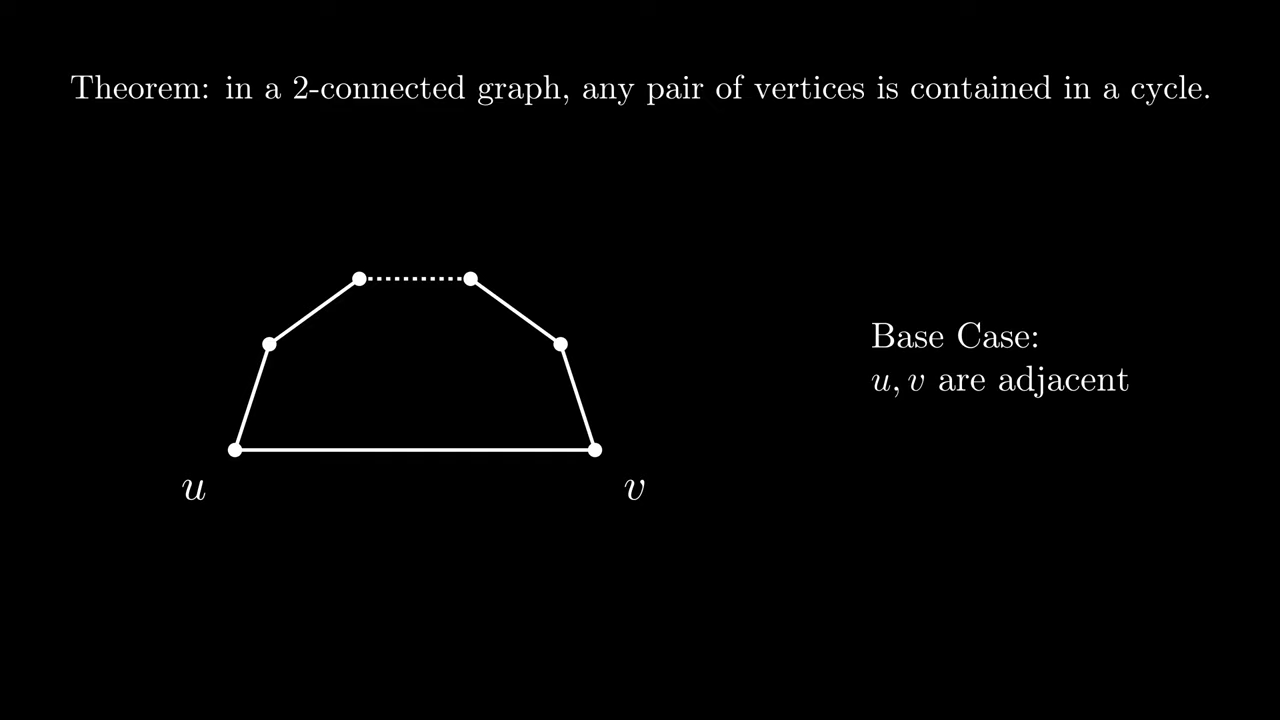 Theorem: in a 2-connected graph, any pair of vertices is contained in a cycle.
Base Case:
u, v are adjacent
u
v